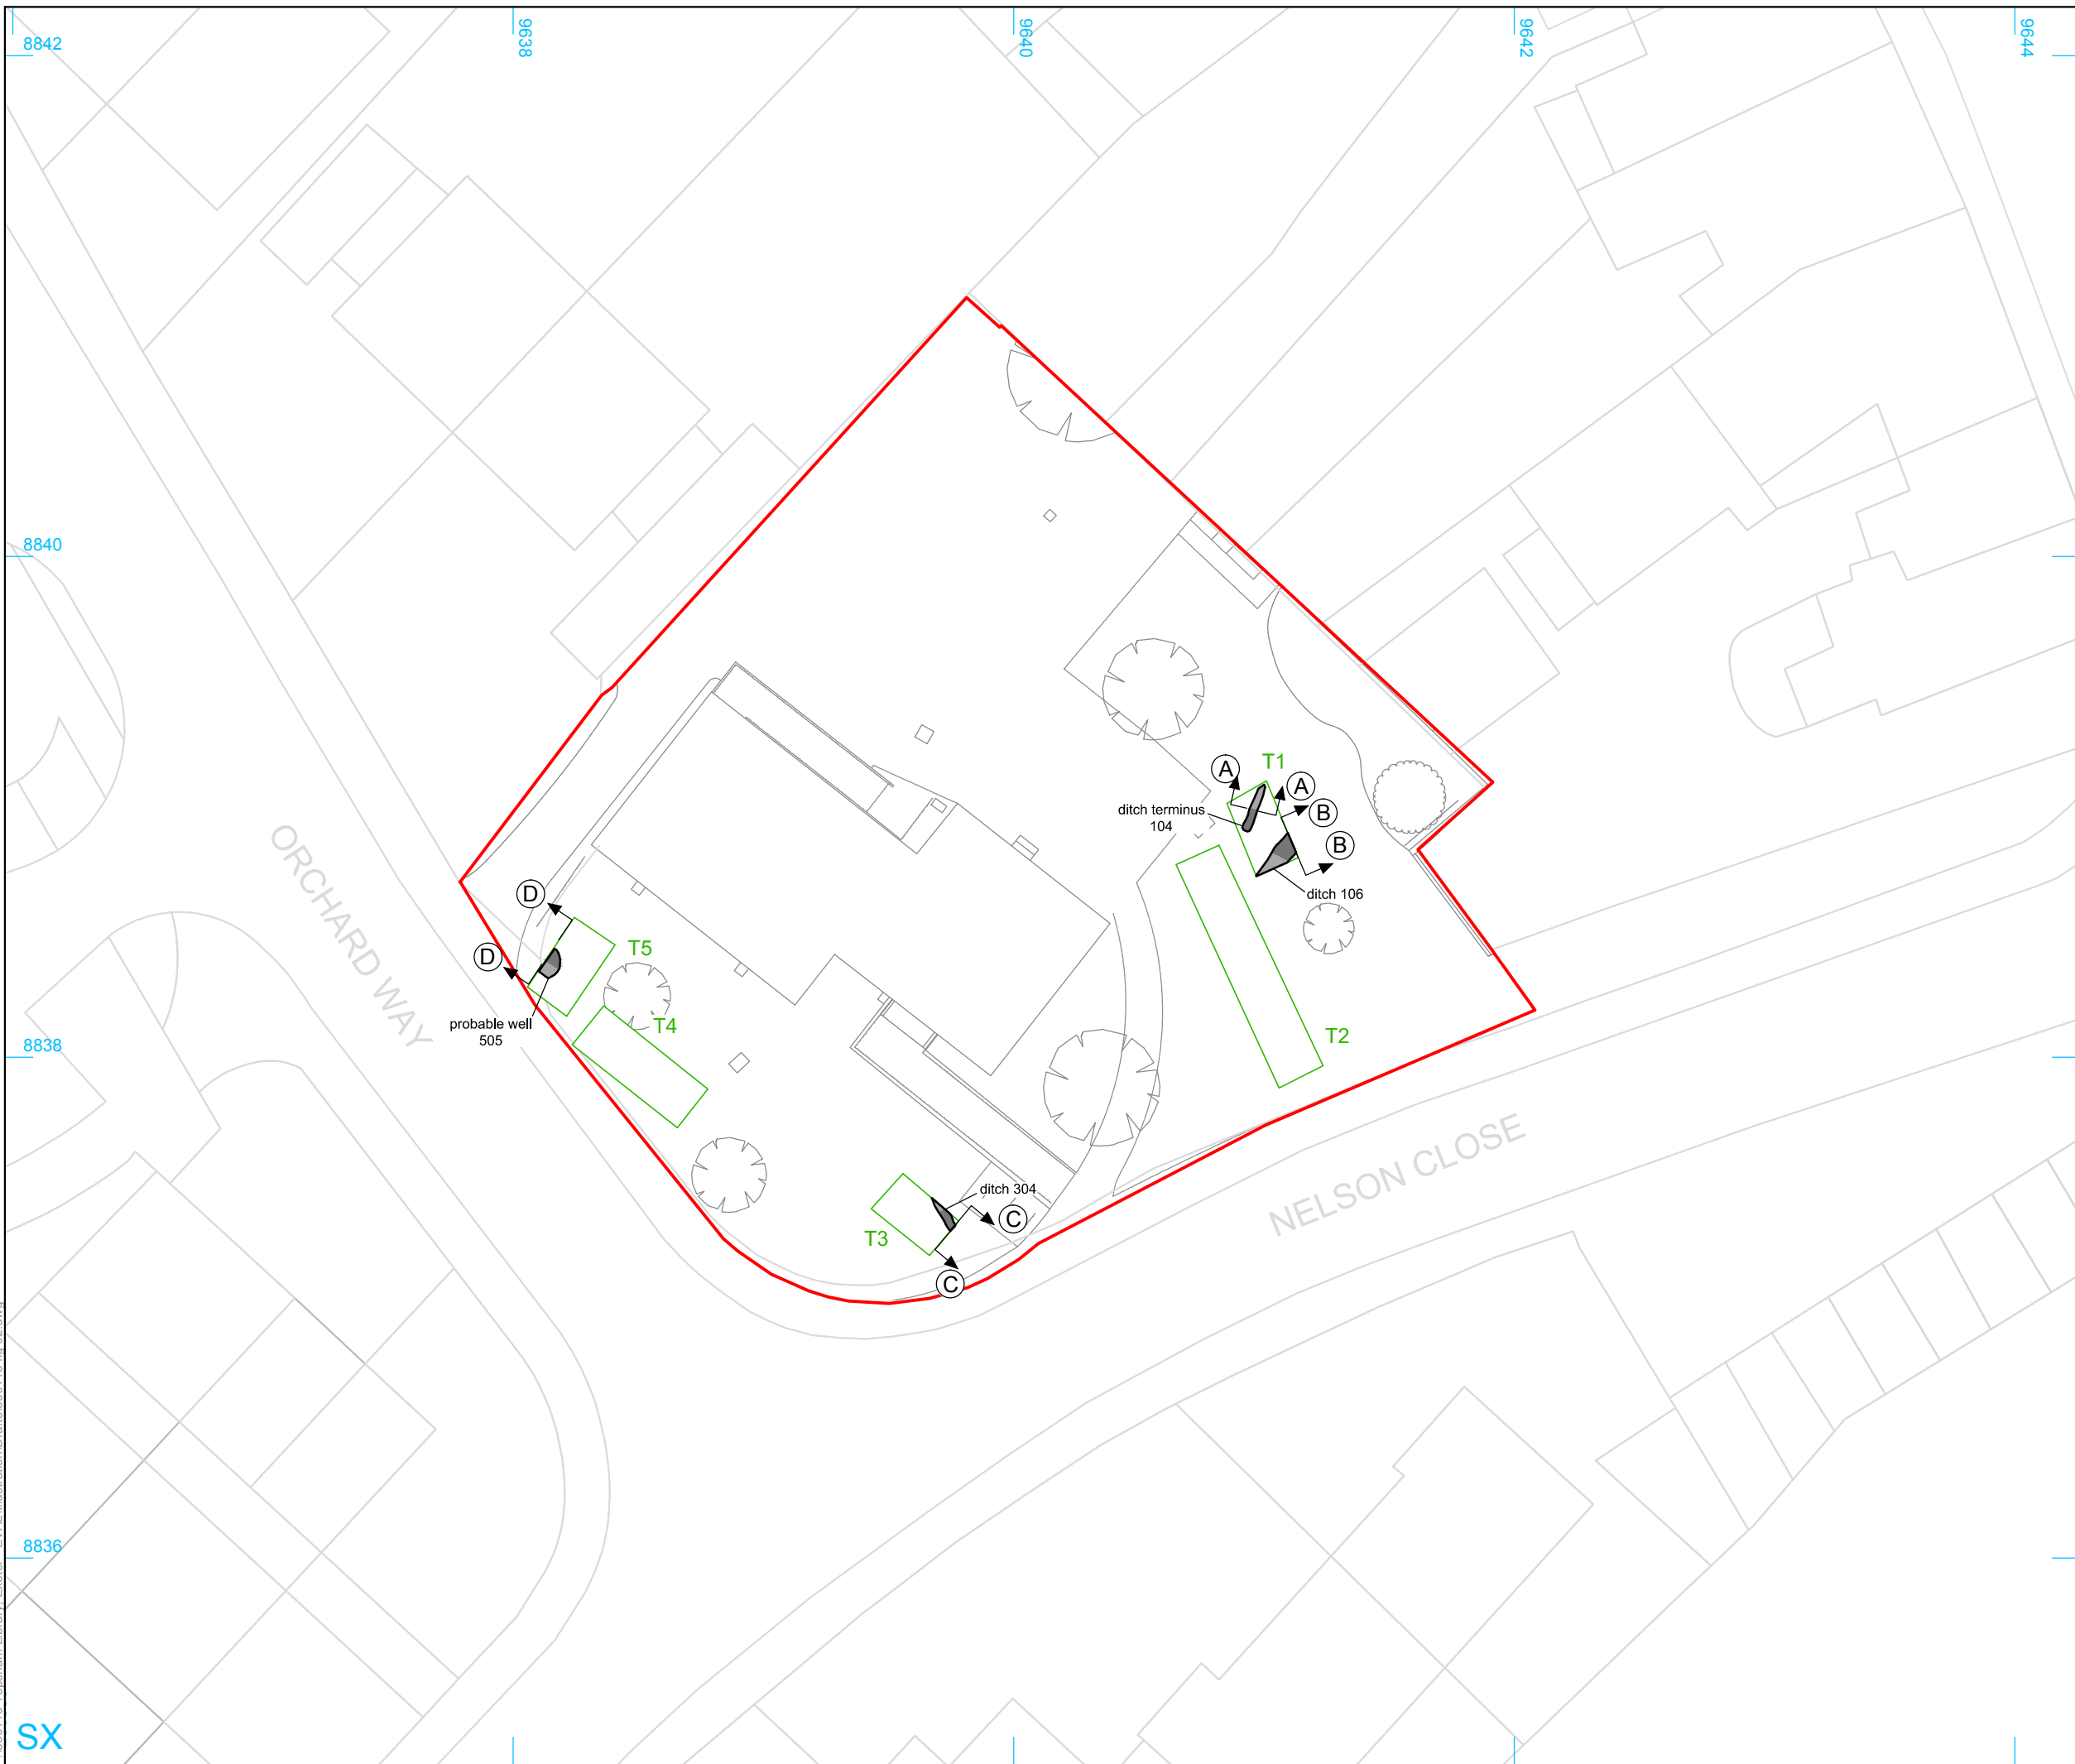 9638
9640
9642
9644
8842
8840
8838
8836
SX
ORCHARD WAY
NELSON CLOSE
A
T1
A
B
B
ditch terminus
104
ditch 106
D
D
T5
T4
probable well
505
T2
ditch 304
C
T3
C